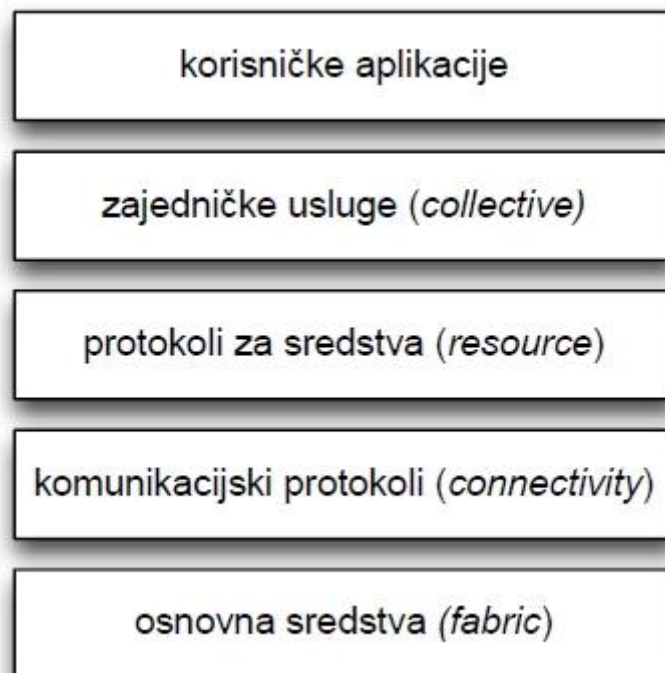 korisničke aplikacije
zajedničke usluge (collective)
protokoli za sredstva (resource)
komunikacijski protokoli (connectivity)
osnovna sredstva (fabric)